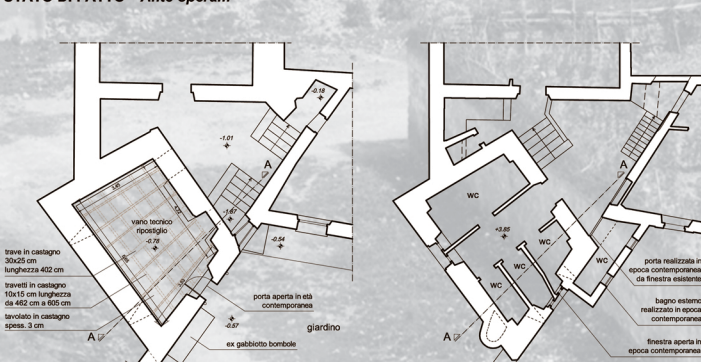 STATO DI FATTO - Ante operam
-0.18
-1.01
A
-1.67
-0.54
vano tecnico
ripostiglio
-0.78
trave in castagno
30x25 cm
lunghezza 402 cm
travetti in castagno
10x15 cm lunghezza
da 462 cm a 605 cm
tavolato in castagno
spess. 3 cm
A
porta aperta in età
contemporanea
-0.57
giardino
ex gabbiotto bombole
A
WC
+3.85
WC
WC
WC
WC
porta realizzata in
epoca contemporanea
da finestra esistente
bagno esterno
realizzato in epoca
contemporanea
finestra aperta in
epoca contemporanea
A